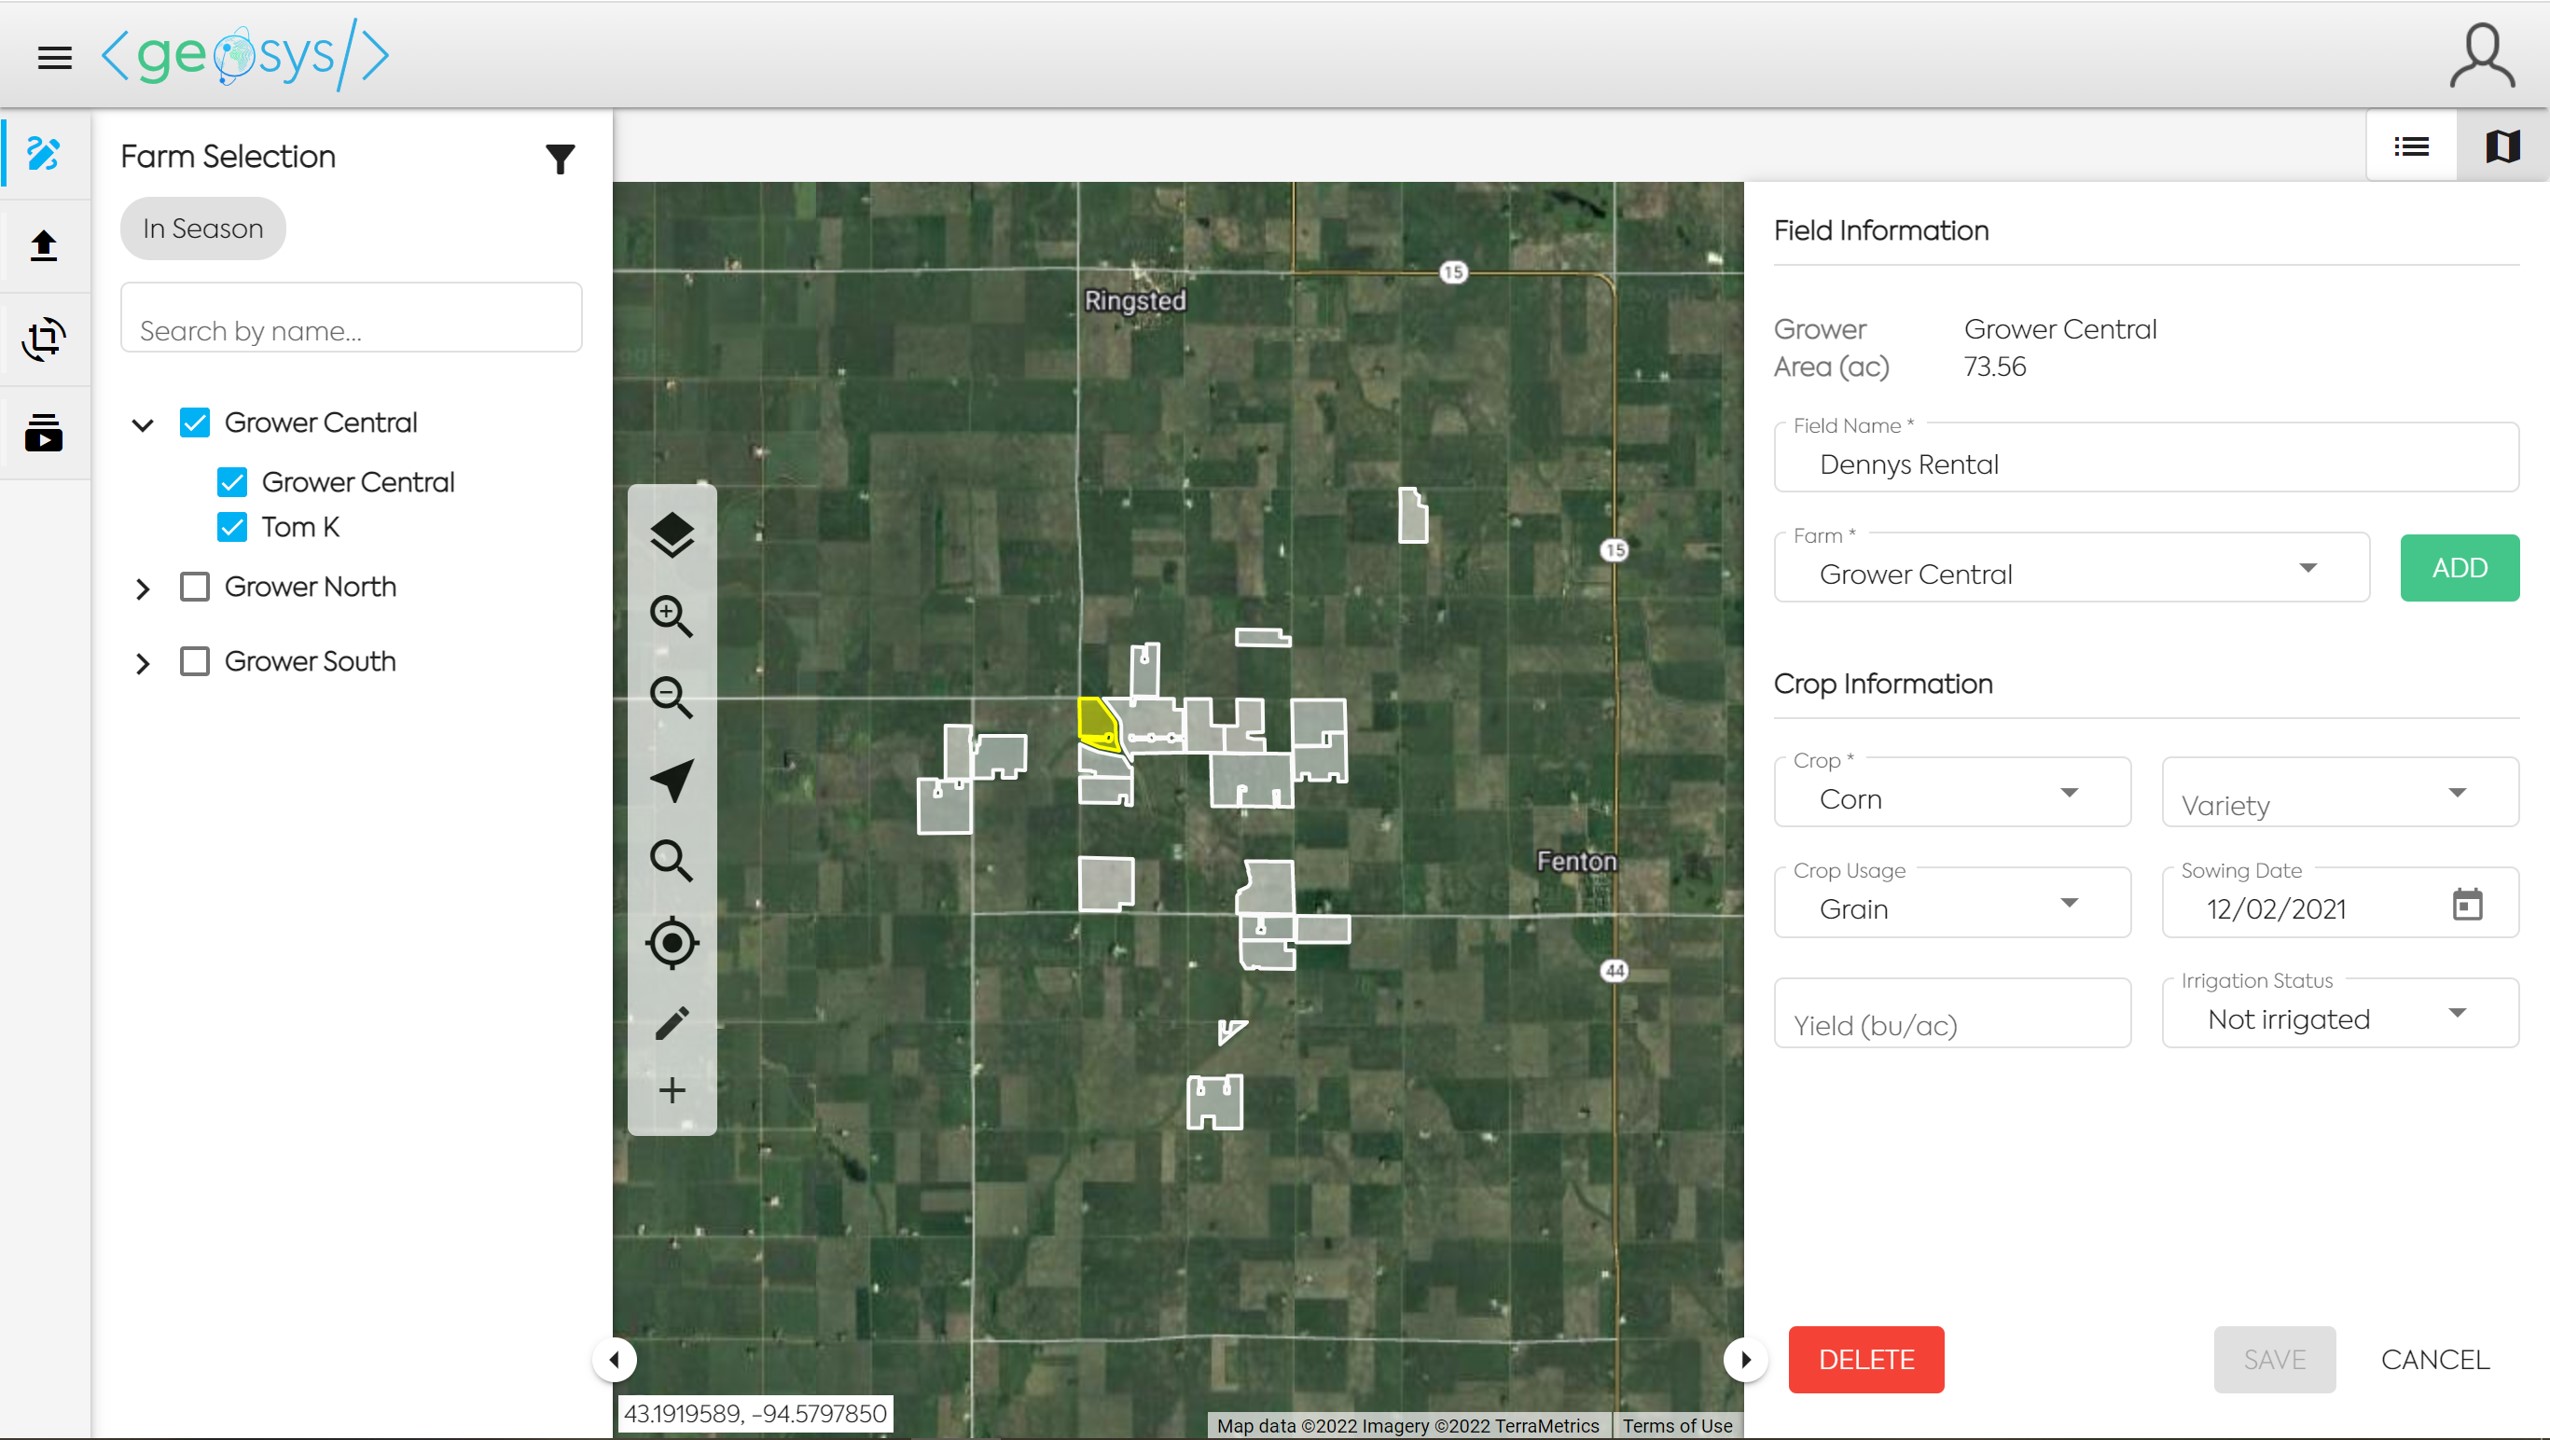 <geosys/>
Farm Selection
In Season
Search by name...
Grower Central
Grower Central
Tom K
Grower North
Grower South
Ringsted
15
15
Fenton
44
43.1919589, -94.5797850
Map data ©2022 Imagery ©2022 TerraMetrics
Terms of Use
Field Information
Grower Grower Central
Area (ac) 73.56
Field Name *
Dennys Rental
Farm *
Grower Central
ADD
Crop Information
Crop *
Corn
Variety
Crop Usage
Grain
Sowing Date
12/02/2021
Yield (bu/ac)
Irrigation Status
Not irrigated
DELETE
SAVE
CANCEL